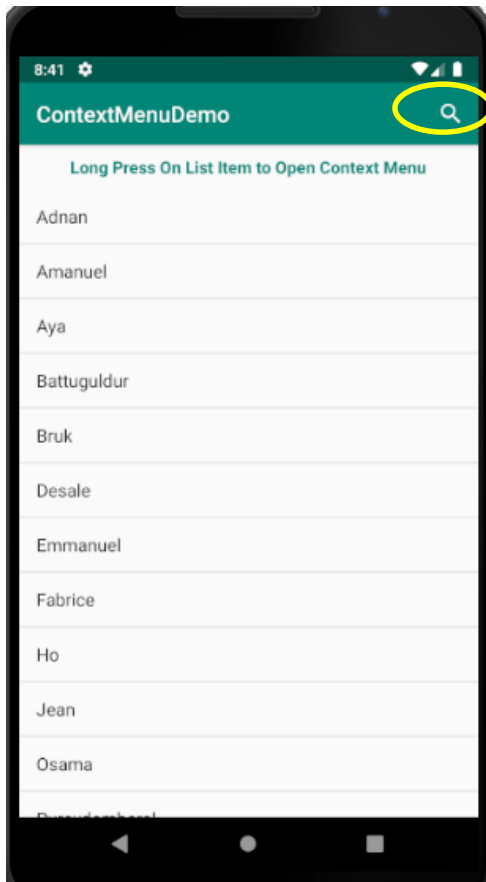 8:41
ContextMenuDemo
Long Press On List Item to Open Context Menu
Adnan
Amanuel
Aya
Battuguldur
Bruk
Desale
Emmanuel
Fabrice
Ho
Jean
Osama